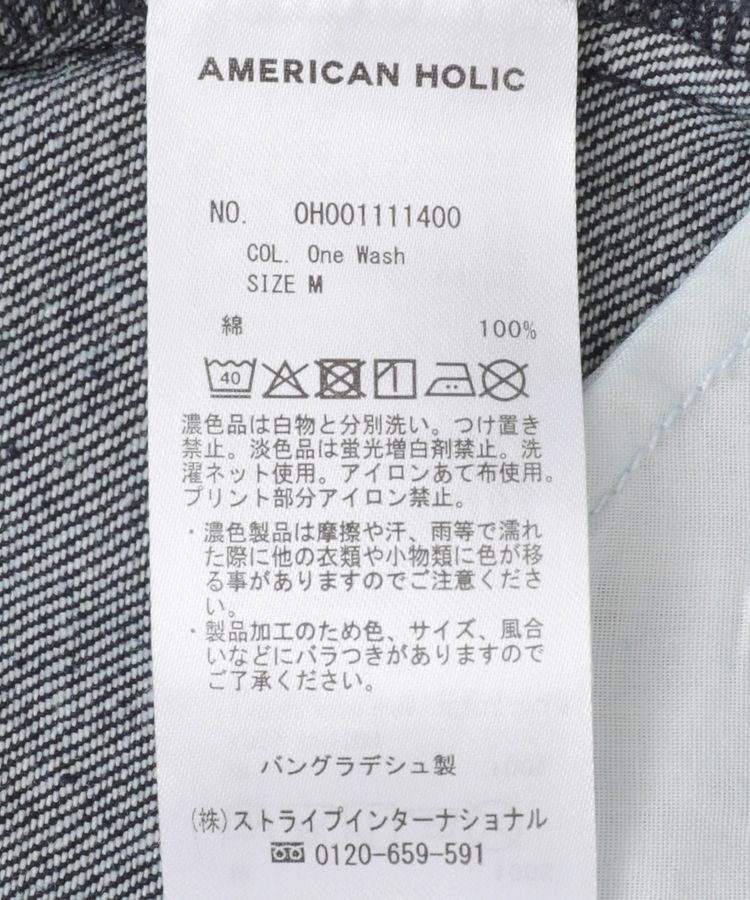 AMERICAN HOLIC
NO. OH001111400
COL. One Wash
SIZE M
綿 100%
40
濃色品は白物と分別洗い。つけ置き
禁止。淡色品は蛍光増白剤禁止。洗
濯ネット使用。アイロンあて布使用。
プリント部分アイロン禁止。
・濃色製品は摩擦や汗、雨等で濡れ
た際に他の衣類や小物類に色が移
る事がありますのでご注意くださ
い。
・製品加工のため色、サイズ、風合
いなどにバラつきがありますので
ご了承ください。
バングラデシュ製
(株)ストライプインターナショナル
0120-659-591